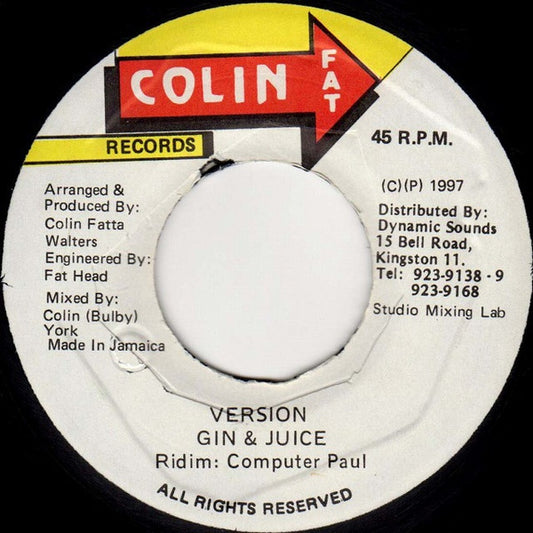 COLIN FAT
RECORDS
45 R.P.M.
Arranged &
Produced By:
Colin Fatta
Walters
Engineered By:
Fat Head
Mixed By:
Colin (Bulby)
York
Made In Jamaica
(C)(P) 1997
Distributed By:
Dynamic Sounds
15 Bell Road,
Kingston 11.
Tel: 923-9138 - 9
923-9168
Studio Mixing Lab
VERSION
GIN & JUICE
Ridim: Computer Paul
ALL RIGHTS RESERVED